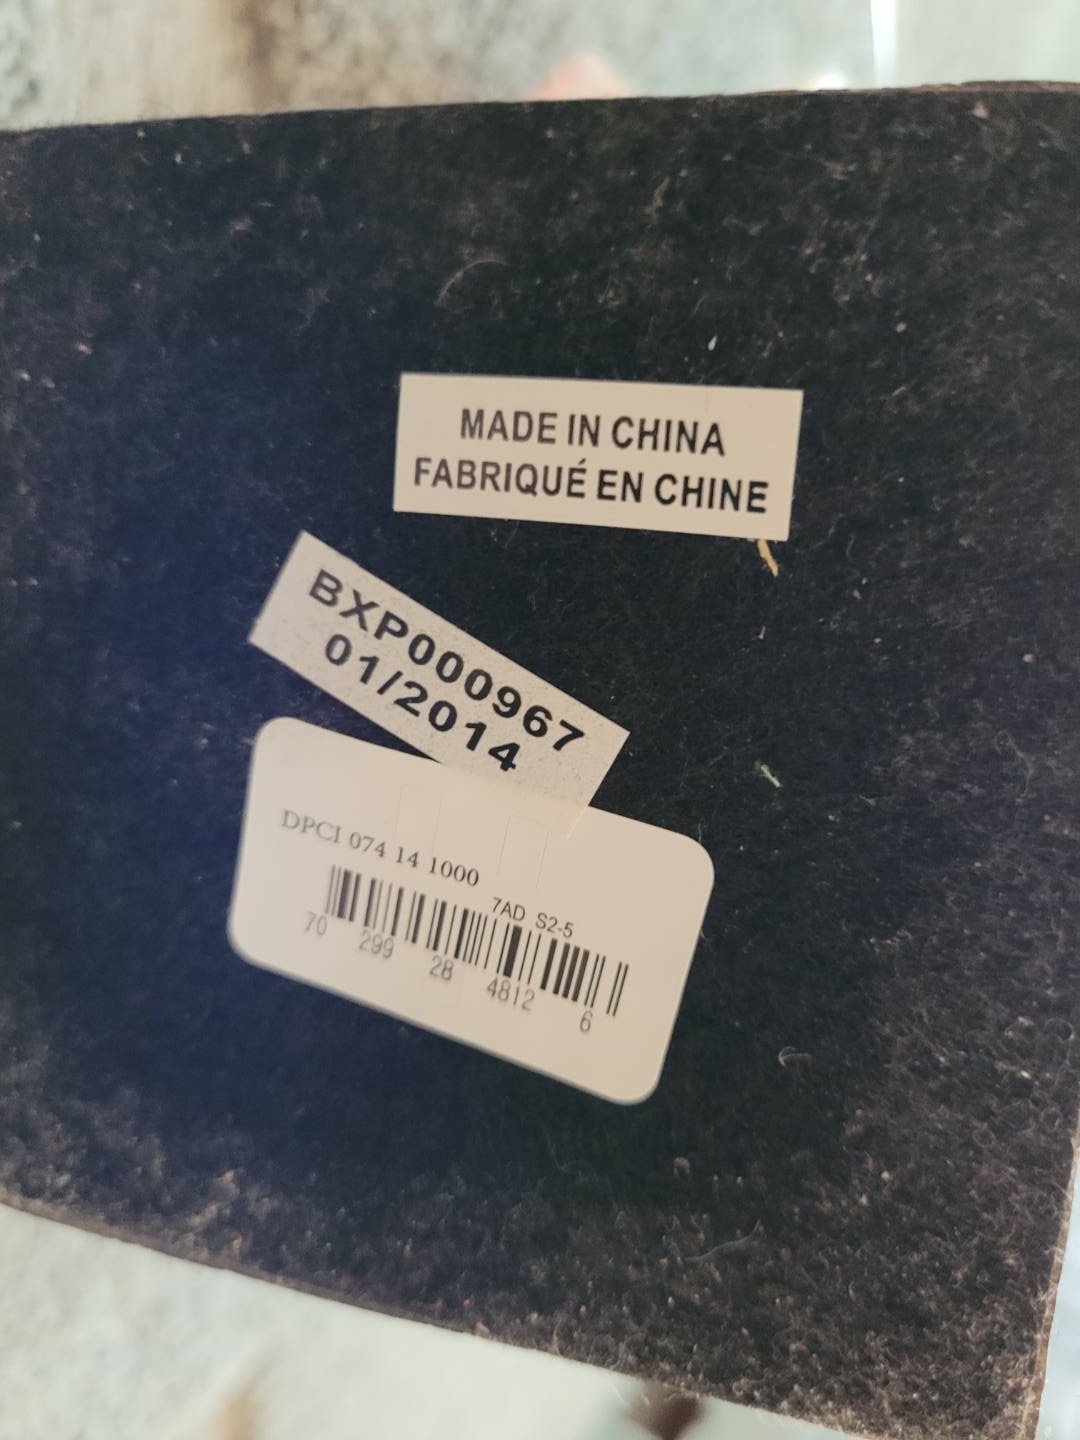 MADE IN CHINA
FABRIQUÉ EN CHINE
BXP000967
01/2014
DPCI 074 14 1000
7AD S2-5
70 299 28 4812 6